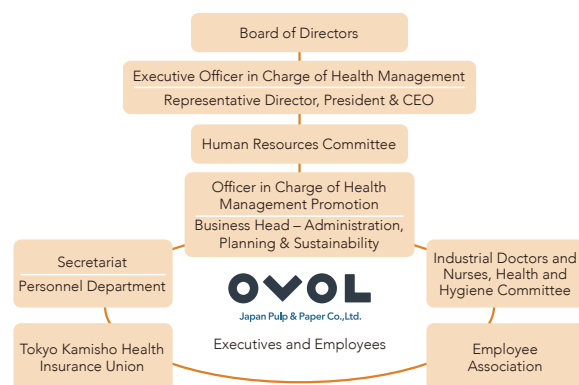 Board of Directors
Executive Officer in Charge of Health Management
Representative Director, President & CEO
Human Resources Committee
Officer in Charge of Health
Management Promotion
Business Head – Administration,
Planning & Sustainability
Secretariat
Personnel Department
Industrial Doctors and
Nurses, Health and
Hygiene Committee
OVOL
Japan Pulp & Paper Co.,Ltd.
Executives and Employees
Tokyo Kamisho Health
Insurance Union
Employee
Association